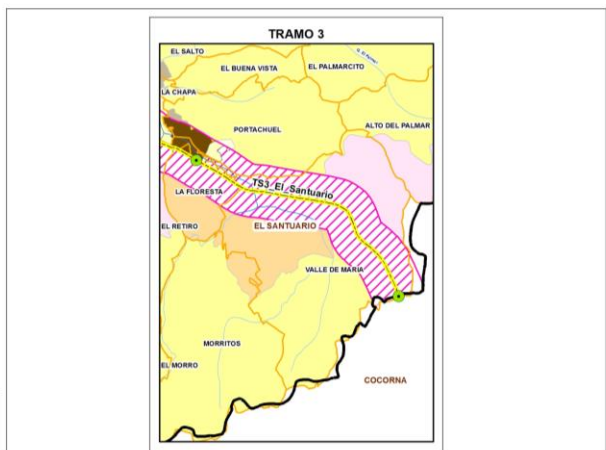 TRAMO 3
EL SALTO
EL BUENA VISTA
EL PALMARCITO
LA CHAPA
PORTACHUEL
ALTO DEL PALMAR
TS3_El_Santuario
LA FLORESTA
EL RETIRO
EL SANTUARIO
VALLE DE MARIA
MORRITOS
EL MORRO
COCORNA